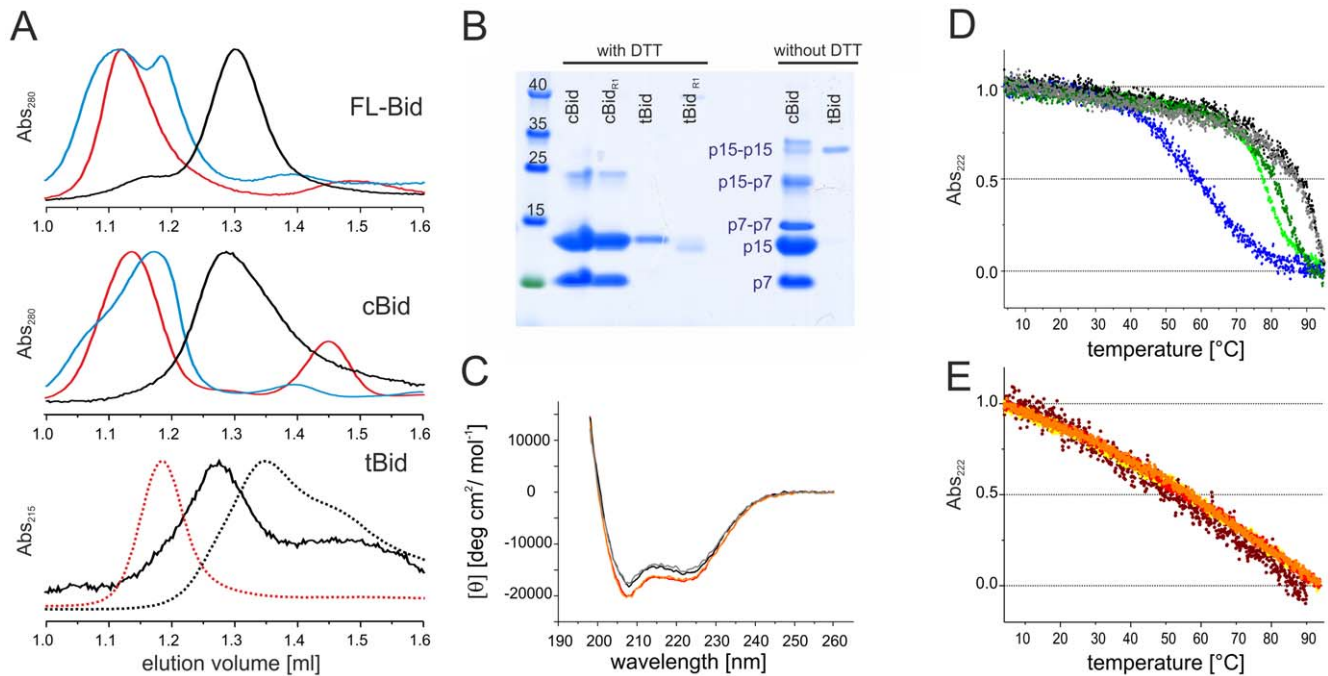 A
Abs280
FL-Bid
1.0 1.1 1.2 1.3 1.4 1.5 1.6
Abs280
cBid
1.0 1.1 1.2 1.3 1.4 1.5 1.6
Abs215
tBid
1.0 1.1 1.2 1.3 1.4 1.5 1.6
elution volume [ml]
B
with DTT
without DTT
40
35
25
15
cBid
cBidR1
tBid
tBid R1
cBid
tBid
p15-p15
p15-p7
p7-p7
p15
p7
C
[θ] [deg cm2/ mol-1]
10000
0
-10000
-20000
190 200 210 220 230 240 250 260
wavelength [nm]
D
Abs222
1.0
0.5
0.0
10 20 30 40 50 60 70 80 90
temperature [°C]
E
Abs222
1.0
0.5
0.0
10 20 30 40 50 60 70 80 90
temperature [°C]